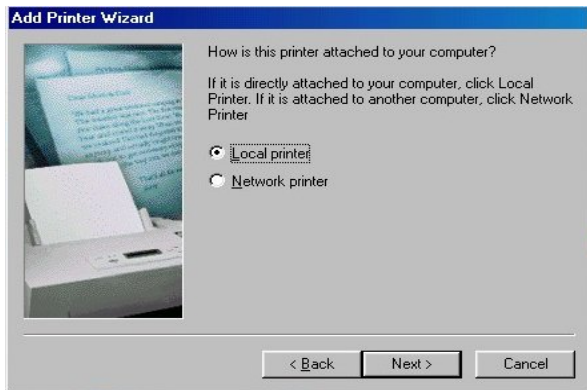 Add Printer Wizard
How is this printer attached to your computer?
If it is directly attached to your computer, click Local
Printer. If it is attached to another computer, click Network
Printer
Local printer
Network printer
< Back
Next >
Cancel